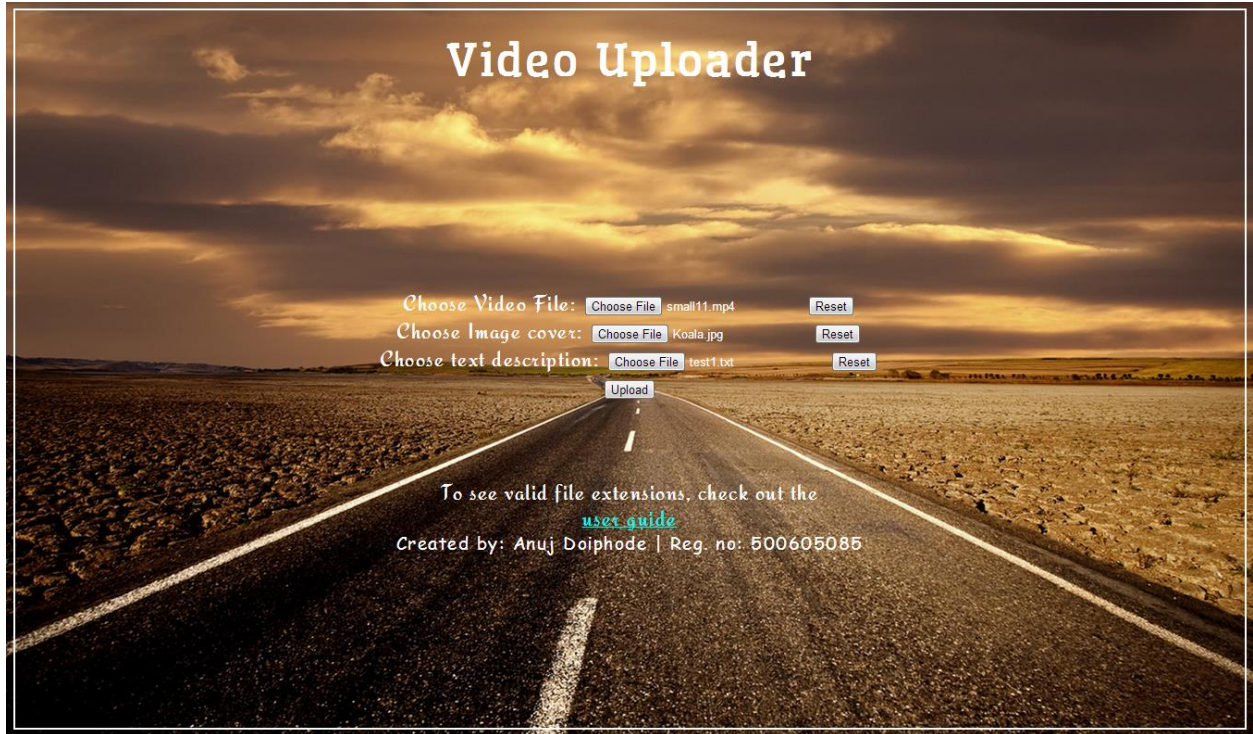 Video Uploader
Choose Video File: Choose File small11.mp4 Reset
Choose Image cover: Choose File Koala.jpg Reset
Choose text description: Choose File test1.txt Reset
Upload
To see valid file extensions, check out the
user guide
Created by: Anuj Doiphode | Reg. no: 500605085